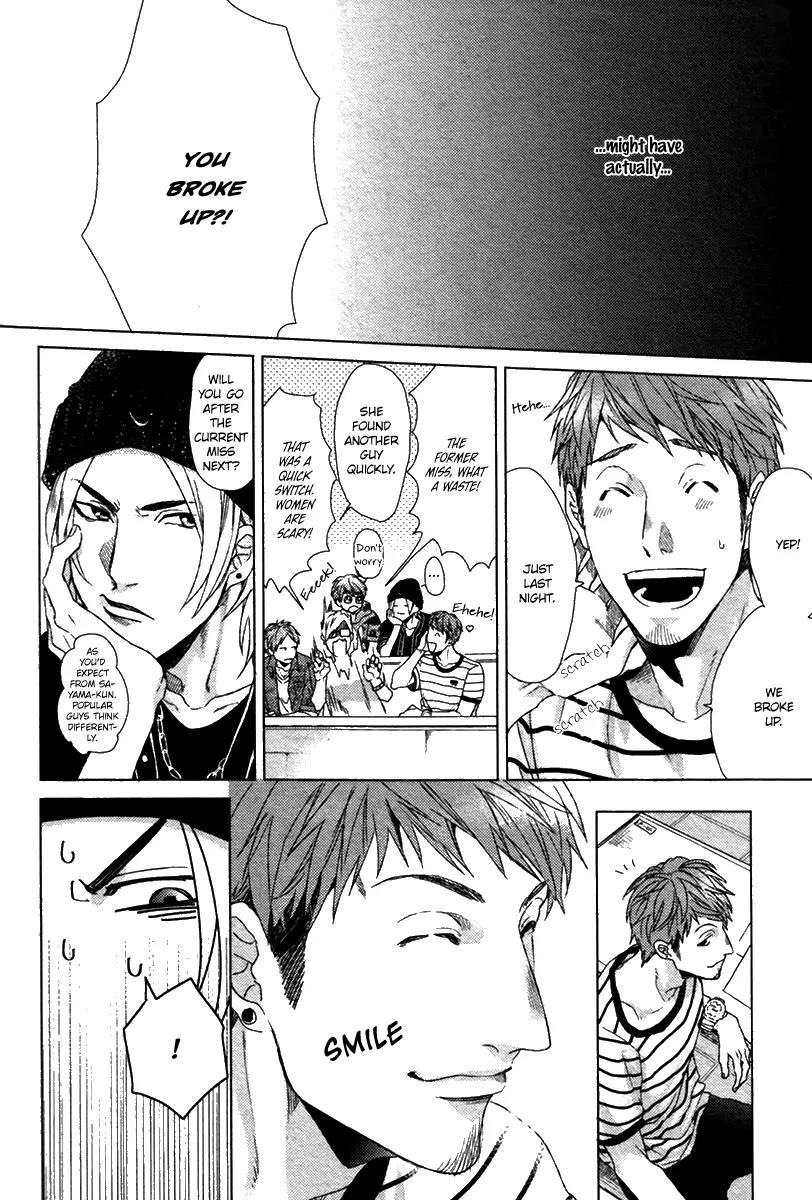 ...might have
actually...
YOU
BROKE
UP?!
Hehe...
YEP!
WE
BROKE
UP.
JUST
LAST
NIGHT.
scratch
scratch
THE
FORMER
MISS, WHAT
A WASTE!
SHE
FOUND
ANOTHER
GUY
QUICKLY.
THAT
WAS A
QUICK
SWITCH.
WOMEN
ARE
SCARY!
Don't
worry
...
Eeeek!
Ehehe!
WILL
YOU GO
AFTER
THE
CURRENT
MISS
NEXT?
AS
YOU'D
EXPECT
FROM SA-
YAMA-KUN.
POPULAR
GUYS THINK
DIFFERENT-
LY.
SMILE
!